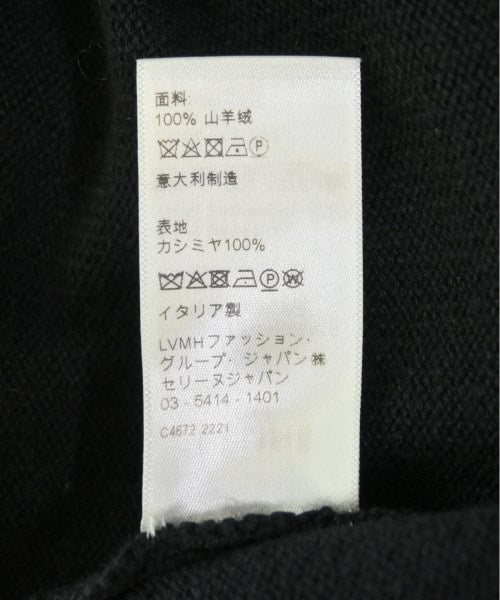 面料
100% 山羊绒
P
意大利制造
表地
カシミヤ100%
P W
イタリア製
LVMHファッション・
グループ・ジャパン㈱
セリーヌジャパン
03 - 5414 - 1401
C4672 2221